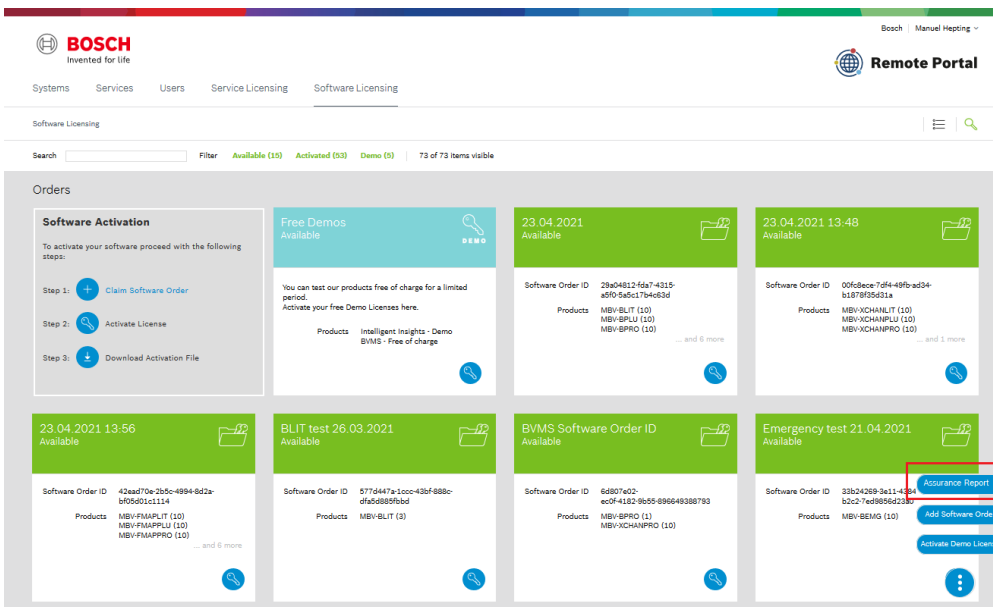 Bosch | Manuel Hepting
BOSCH
Invented for life
Remote Portal
Systems Services Users Service Licensing Software Licensing
Software Licensing
Search Filter Available (15) Activated (53) Demo (5) 73 of 73 items visible
Orders
Software Activation
To activate your software proceed with the following
steps:
Step 1: Claim Software Order
Step 2: Activate License
Step 3: Download Activation File
Free Demos
Available
DEMO
You can test our products free of charge for a limited
period.
Activate your free Demo Licenses here.
Products Intelligent Insights - Demo
BVMS - Free of charge
23.04.2021
Available
Software Order ID 29a04812-fda7-4315-
a5f0-5a5c17b4c63d
Products MBV-BLIT (10)
MBV-BPLU (10)
MBV-BPRO (10)
... and 6 more
23.04.2021 13:48
Available
Software Order ID 00fc8ece-7df4-49fb-ad34-
b1878f35d31a
Products MBV-XCHANLIT (10)
MBV-XCHANPLU (10)
MBV-XCHANPRO (10)
... and 1 more
23.04.2021 13:56
Available
Software Order ID 42ead70e-2b5c-4994-8d2a-
bf05d01c1114
Products MBV-FMAPLIT (10)
MBV-FMAPPLU (10)
MBV-FMAPPRO (10)
... and 6 more
BLIT test 26.03.2021
Available
Software Order ID 577d447a-1ccc-43bf-888c-
dfa5d885fbbd
Products MBV-BLIT (3)
BVMS Software Order ID
Available
Software Order ID 6d807e02-
ec0f-4182-9b55-896649388793
Products MBV-BPRO (1)
MBV-XCHANPRO (10)
Emergency test 21.04.2021
Available
Software Order ID 33b24269-3e11-4384
b2c2-7ed9856d23a0
Products MBV-BEMG (10)
Assurance Report
Add Software Orde
Activate Demo Licens